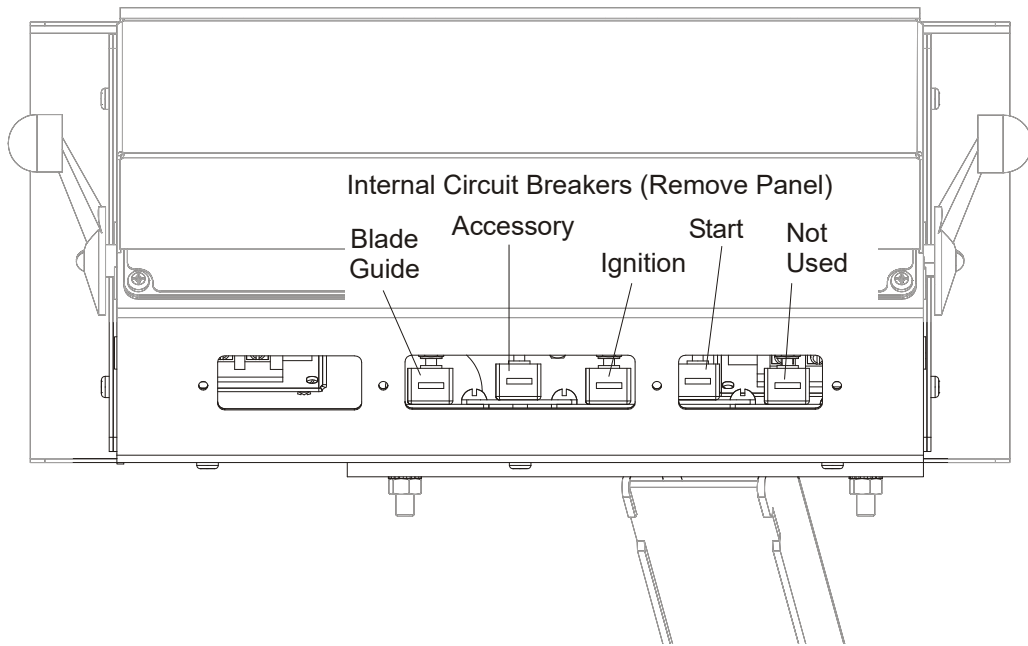 Internal Circuit Breakers (Remove Panel)
Blade
Guide
Accessory
Ignition
Start
Not
Used